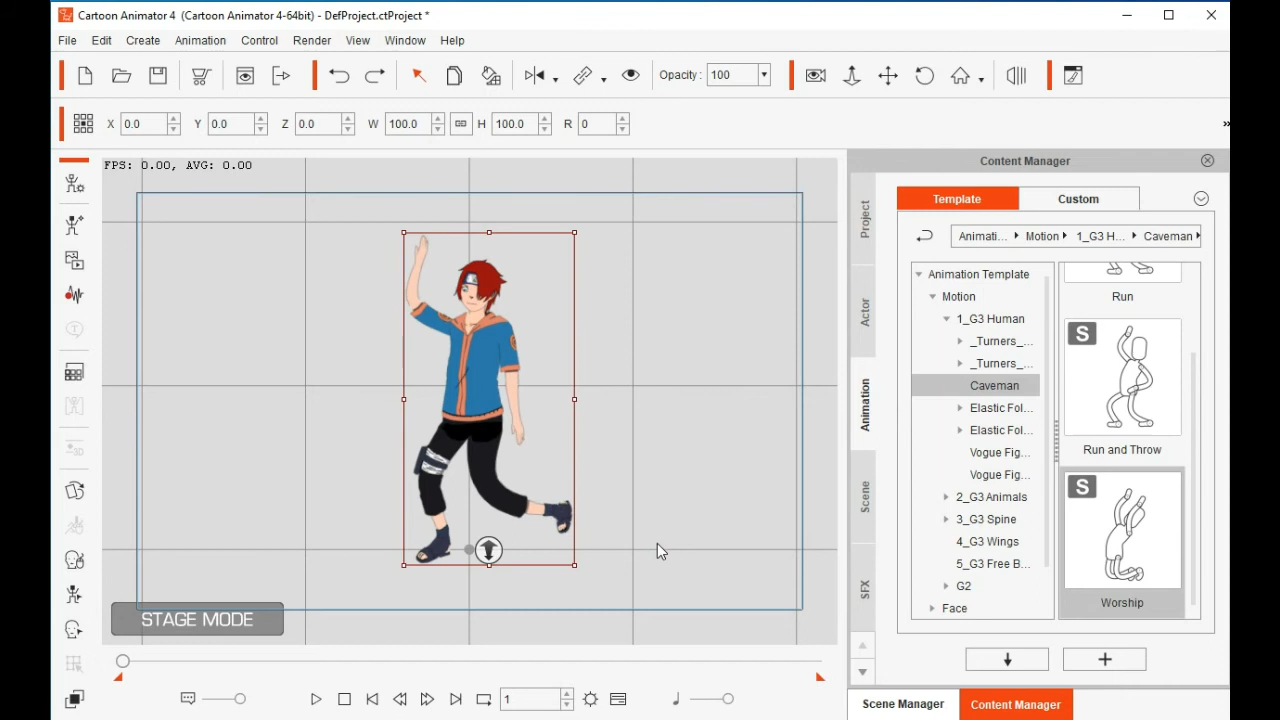 Cartoon Animator 4 (Cartoon Animator 4-64bit) - DefProject.ctProject *
File Edit Create Animation Control Render View Window Help
Opacity : 100
X 0.0 Y 0.0 Z 0.0 W 100.0 H 100.0 R 0 »
FPS: 0.00, AVG: 0.00
Content Manager
Template Custom
Animati... Motion 1_G3 H... Caveman
Project
Actor
Animation
Scene
SFX
Animation Template
Motion
1_G3 Human
_Turners_...
_Turners_...
Caveman
Elastic Fol...
Elastic Fol...
Vogue Fig...
Vogue Fig...
2_G3 Animals
3_G3 Spine
4_G3 Wings
5_G3 Free B...
G2
Face
Run
S
Run and Throw
S
Worship
3D
STAGE MODE
1
Scene Manager Content Manager